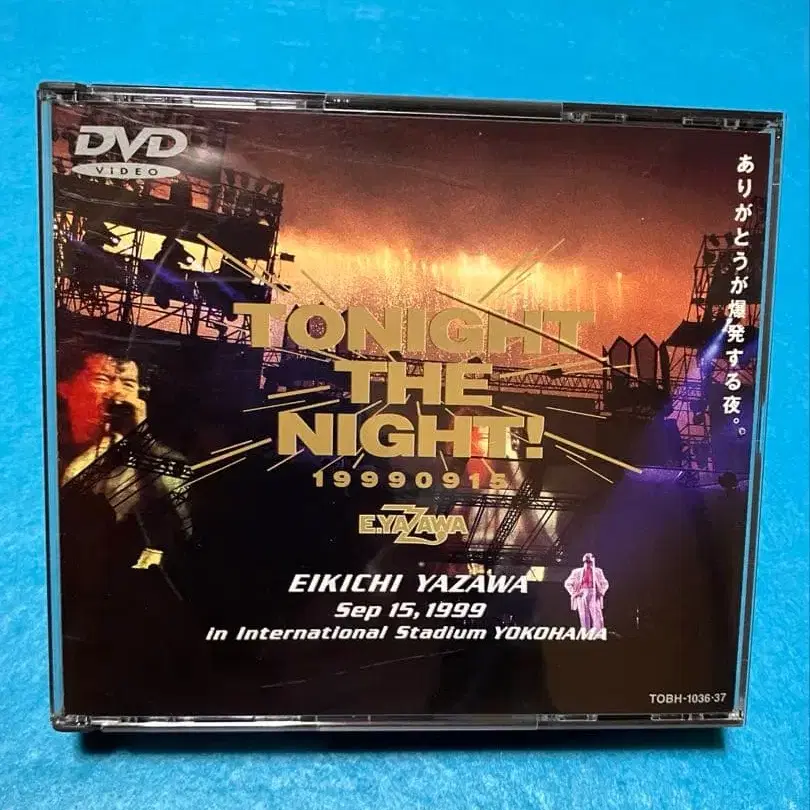 DVD
VIDEO
ありがとうが爆発する夜。
TONIGHT
THE
NIGHT!
19990915
E.YAZAWA
EIKICHI YAZAWA
Sep 15, 1999
in International Stadium YOKOHAMA
TOBH-1036·37